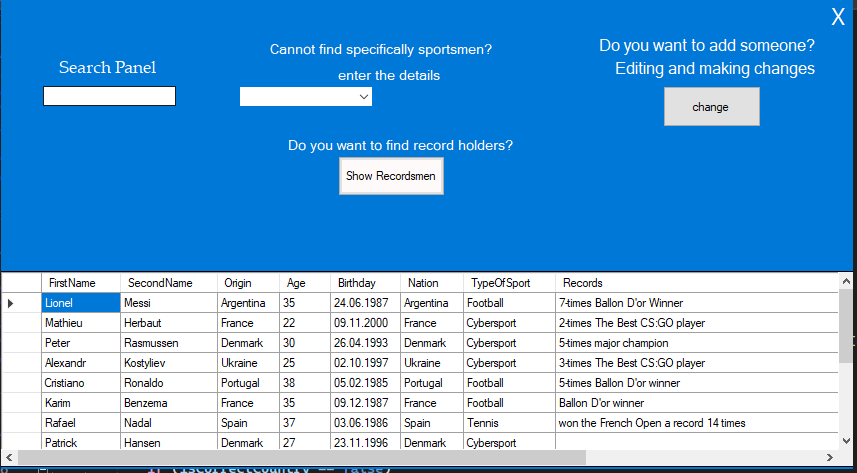 X
Do you want to add someone?
Cannot find specifically sportsmen?
Search Panel
Editing and making changes
enter the details
change
Do you want to find record holders?
Show Recordsmen
FirstName SecondName Origin Age Birthday Nation TypeOfSport Records
Lionel Messi Argentina 35 24.06.1987 Argentina Football 7-times Ballon D'or Winner
Mathieu Herbaut France 22 09.11.2000 France Cybersport 2-times The Best CS:GO player
Peter Rasmussen Denmark 30 26.04.1993 Denmark Cybersport 5-times major champion
Alexandr Kostyliev Ukraine 25 02.10.1997 Ukraine Cybersport 3-times The Best CS:GO player
Cristiano Ronaldo Portugal 38 05.02.1985 Portugal Football 5-times Ballon D'or winner
Karim Benzema France 35 09.12.1987 France Football Ballon D'or winner
Rafael Nadal Spain 37 03.06.1986 Spain Tennis won the French Open a record 14 times
Patrick Hansen Denmark 27 23.11.1996 Denmark Cybersport
if (isCorrectCountry == false)